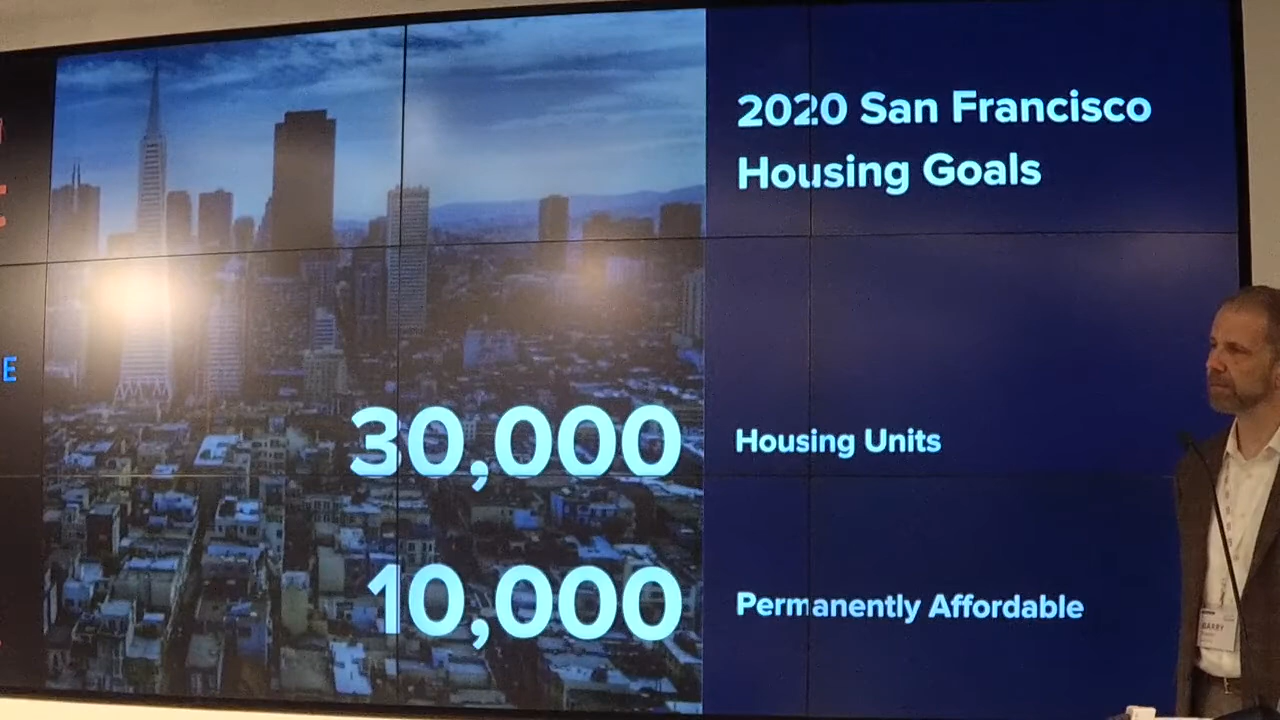 2020 San Francisco
Housing Goals
30,000 Housing Units
10,000 Permanently Affordable
E